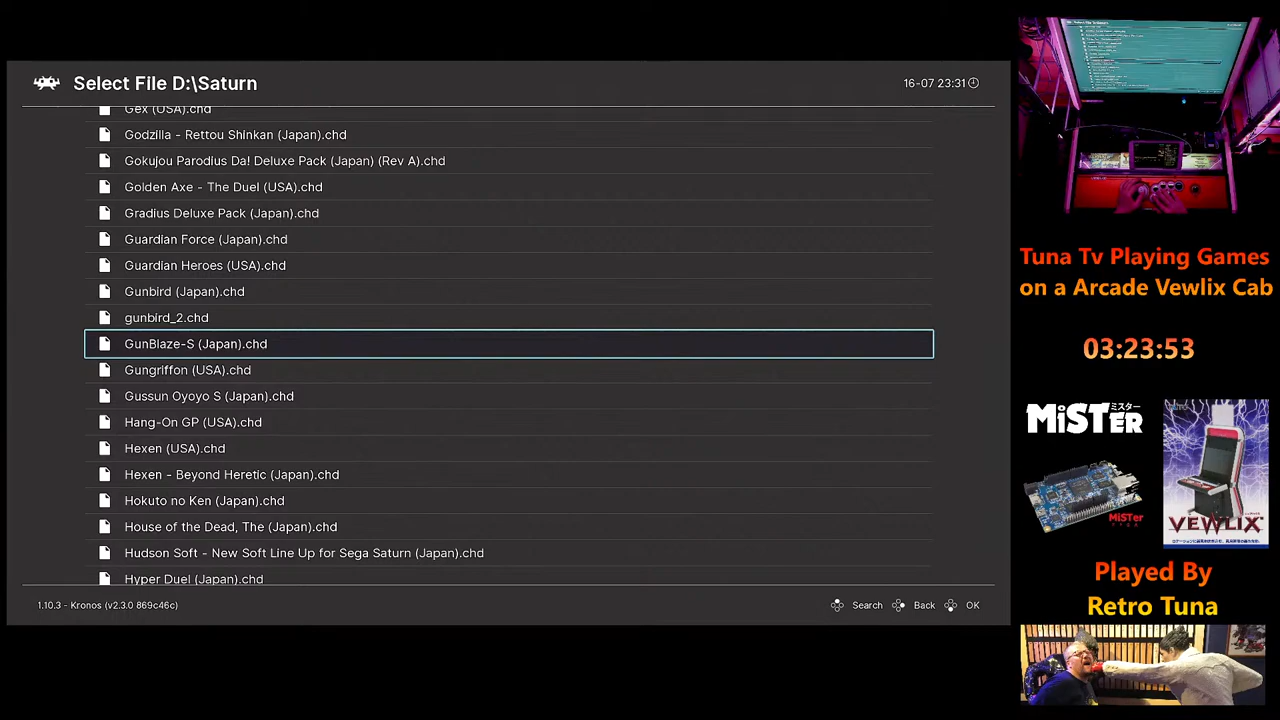 Select File D:\Saturn
16-07 23:31
Gex (USA).chd
Godzilla - Rettou Shinkan (Japan).chd
Gokujou Parodius Da! Deluxe Pack (Japan) (Rev A).chd
Golden Axe - The Duel (USA).chd
Gradius Deluxe Pack (Japan).chd
Guardian Force (Japan).chd
Guardian Heroes (USA).chd
Gunbird (Japan).chd
gunbird_2.chd
GunBlaze-S (Japan).chd
Gungriffon (USA).chd
Gussun Oyoyo S (Japan).chd
Hang-On GP (USA).chd
Hexen (USA).chd
Hexen - Beyond Heretic (Japan).chd
Hokuto no Ken (Japan).chd
House of the Dead, The (Japan).chd
Hudson Soft - New Soft Line Up for Sega Saturn (Japan).chd
Hyper Duel (Japan).chd
1.10.3 - Kronos (v2.3.0 869c46c)
Search Back OK
Tuna Tv Playing Games
on a Arcade Vewlix Cab
03:23:53
MiSTER
ミスター
MiSTer
VEWLIX
Played By
Retro Tuna